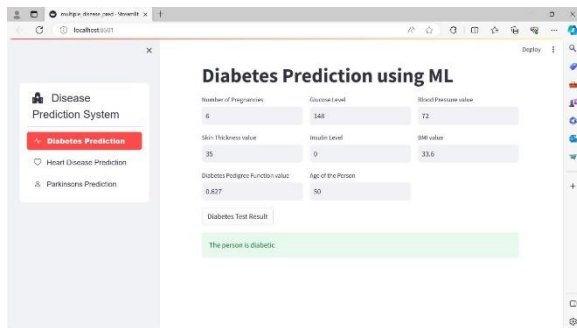 multiple disease pred · Streamlit
localhost:8501
Deploy
Disease
Prediction System
Diabetes Prediction
Heart Disease Prediction
Parkinsons Prediction
Diabetes Prediction using ML
Number of Pregnancies
Glucose Level
Blood Pressure value
6
148
72
Skin Thickness value
Insulin Level
BMI value
35
0
33.6
Diabetes Pedigree Function value
Age of the Person
0.627
50
Diabetes Test Result
The person is diabetic